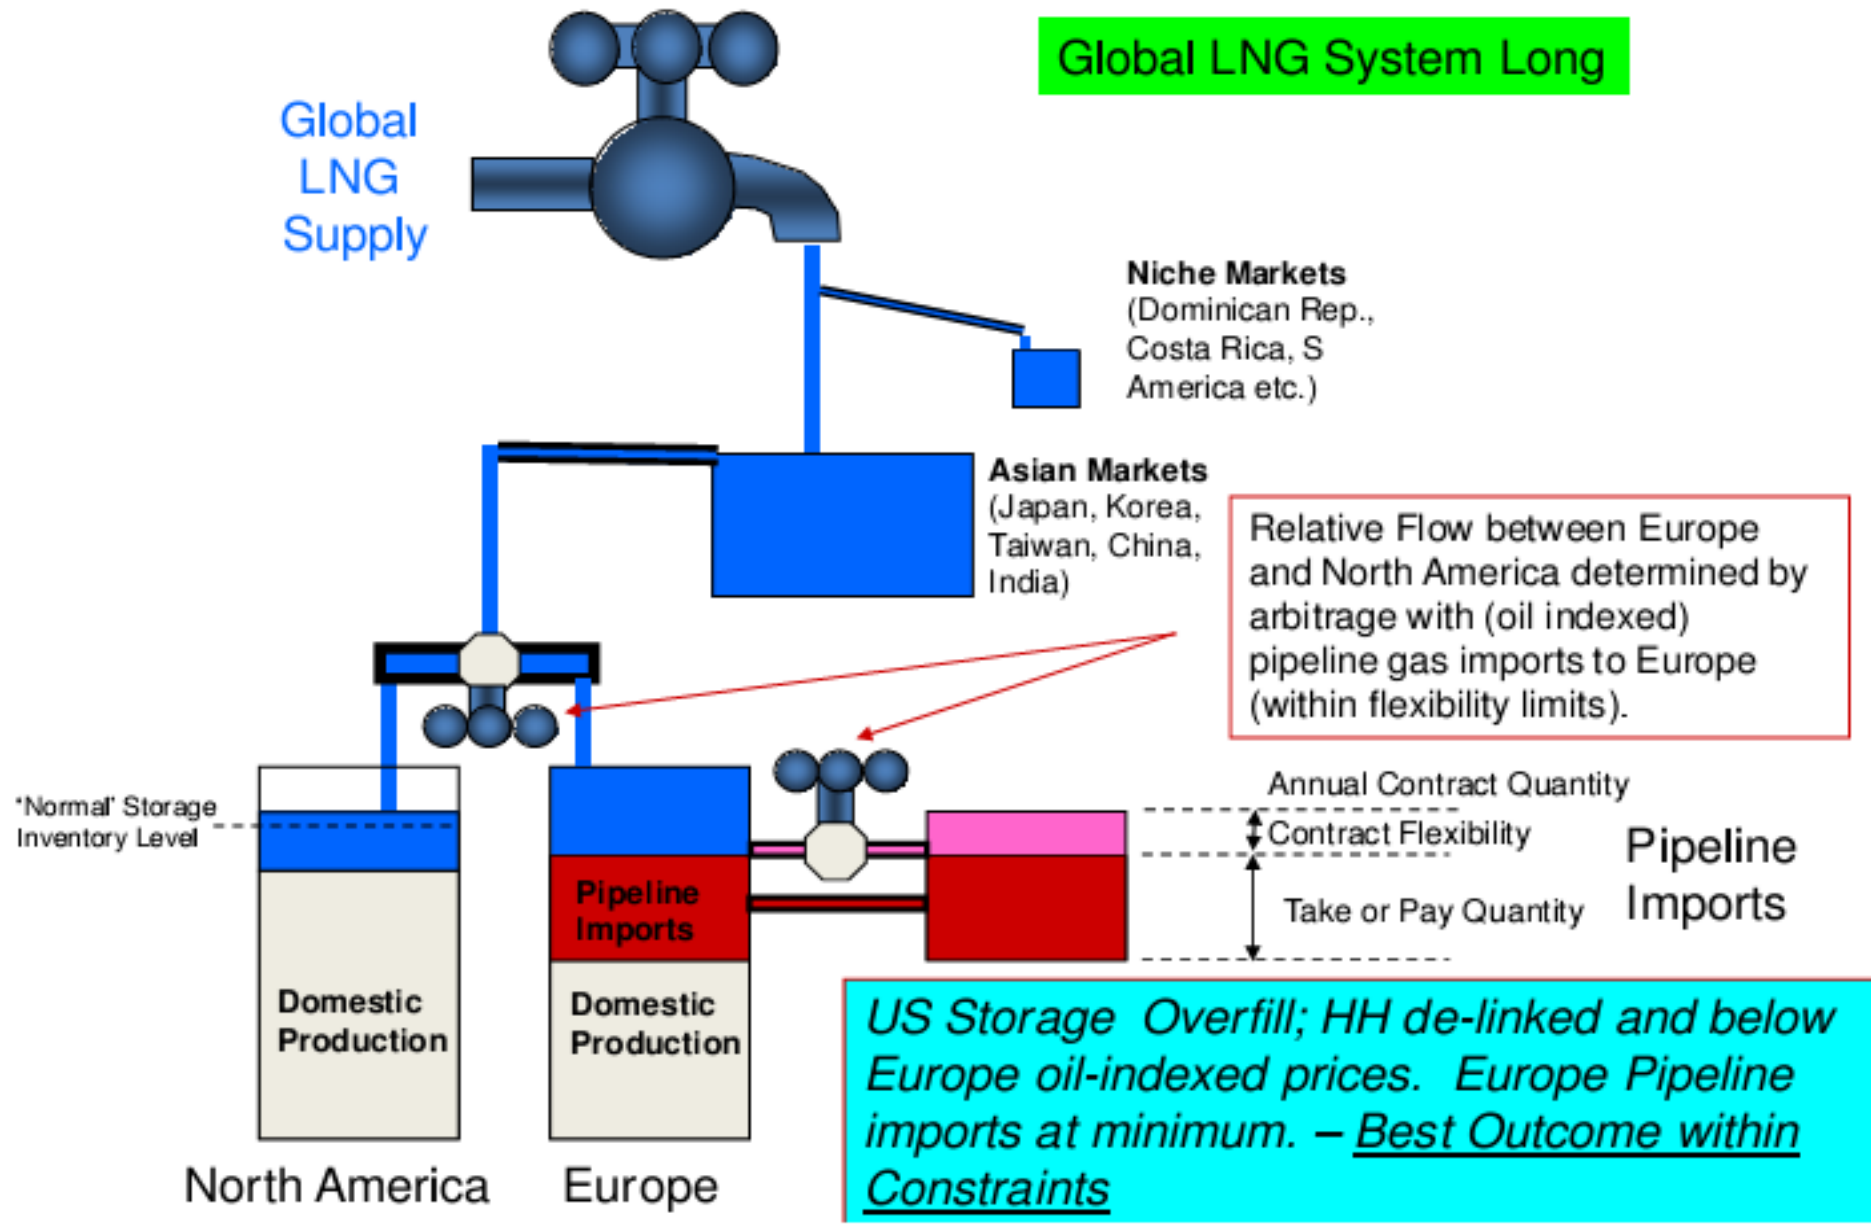 Global LNG System Long
Global
LNG
Supply
Niche Markets
(Dominican Rep.,
Costa Rica, S
America etc.)
Asian Markets
(Japan, Korea,
Taiwan, China,
India)
Relative Flow between Europe
and North America determined by
arbitrage with (oil indexed)
pipeline gas imports to Europe
(within flexibility limits).
'Normal' Storage
Inventory Level
Annual Contract Quantity
Contract Flexibility
Take or Pay Quantity
Pipeline
Imports
Pipeline
Imports
Domestic
Production
Domestic
Production
North America
Europe
US Storage Overfill; HH de-linked and below
Europe oil-indexed prices. Europe Pipeline
imports at minimum. – Best Outcome within
Constraints